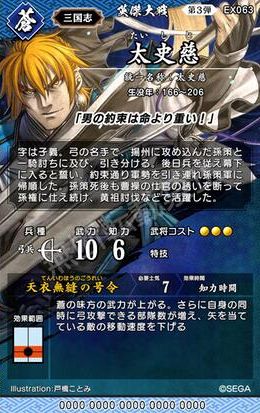 蒼
三国志
英傑大戦
第3弾
EX063
たいしじ
太史慈
統一名称：太史慈
生没年：166～206
「男の約束は命より重い！」
字は子義。弓の名手で、揚州に攻め込んだ孫策と
一騎討ちに及び、引き分ける。後日兵を従え幕下
に入ると誓い、約束通り軍勢を引き連れ孫策軍に
帰順した。孫策死後も曹操の仕官の誘いを断って
孫権に仕え続け、黄祖討伐などで活躍した。
兵種 武力 知力 武将コスト
弓兵 10 6 特技
てんいむほうのごうれい 必要士気 効果時間
天衣無縫の号令 7 知力時間
効果範囲
蒼の味方の武力が上がる。さらに自身の同
時に弓攻撃できる部隊数が増え、矢を当て
ている敵の移動速度を下げる
Illustration:戸橋ことみ ©SEGA
0000-0000-0000-0000-0000